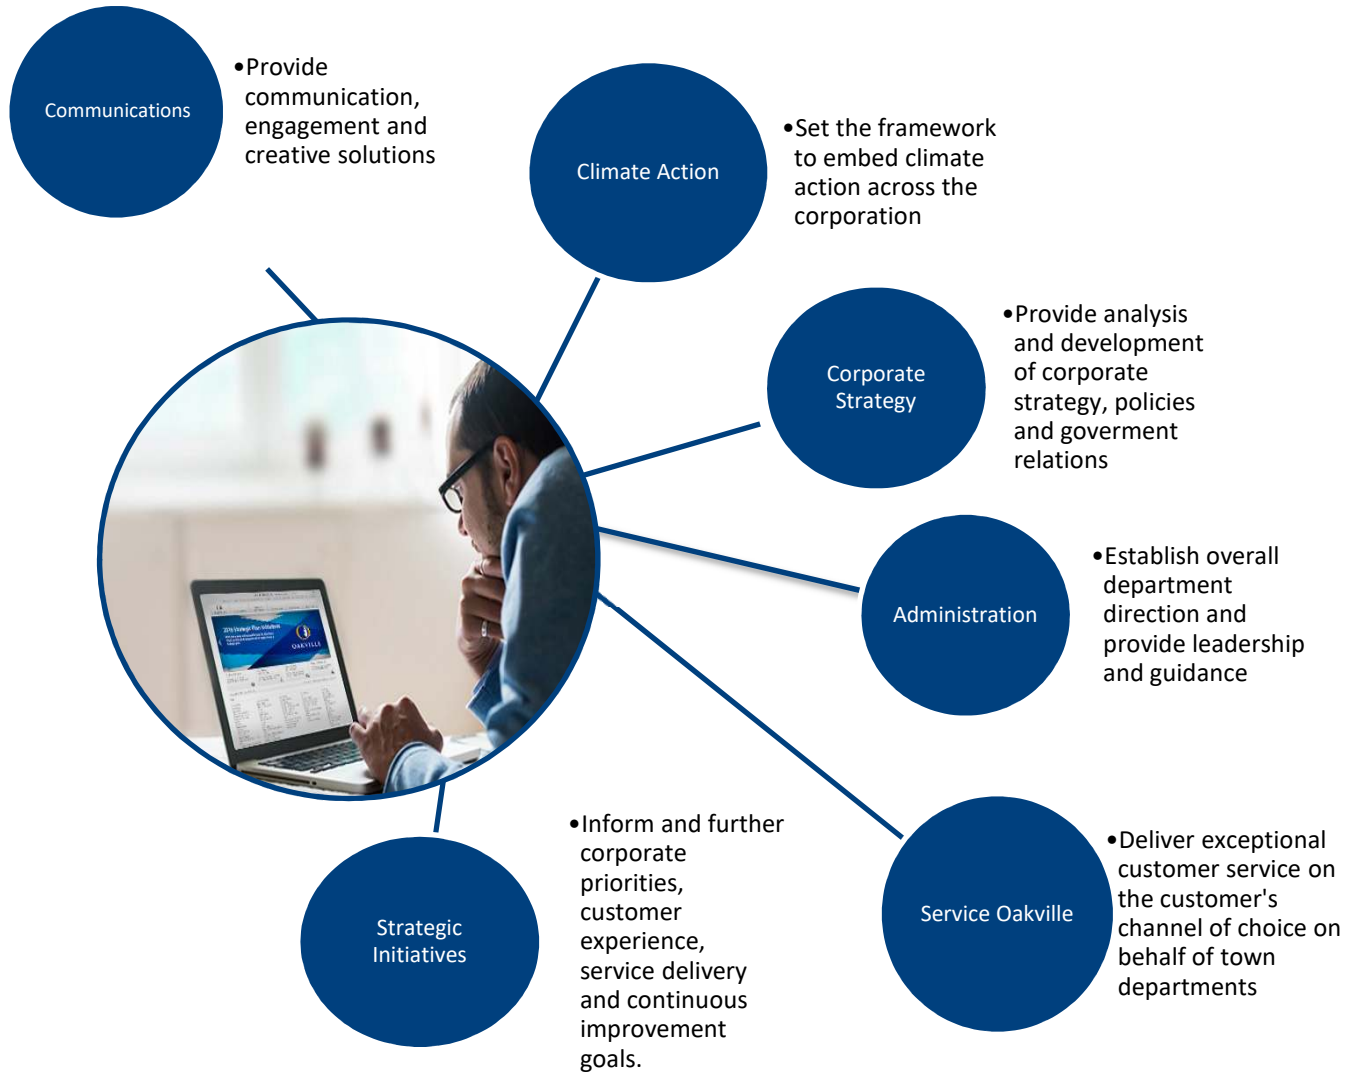 Communications
•Provide
communication,
engagement and
creative solutions
Climate Action
•Set the framework
to embed climate
action across the
corporation
Corporate
Strategy
•Provide analysis
and development
of corporate
strategy, policies
and goverment
relations
Administration
•Establish overall
department
direction and
provide leadership
and guidance
Service Oakville
•Deliver exceptional
customer service on
the customer's
channel of choice on
behalf of town
departments
Strategic
Initiatives
•Inform and further
corporate
priorities,
customer
experience,
service delivery
and continuous
improvement
goals.
OAKVILLE